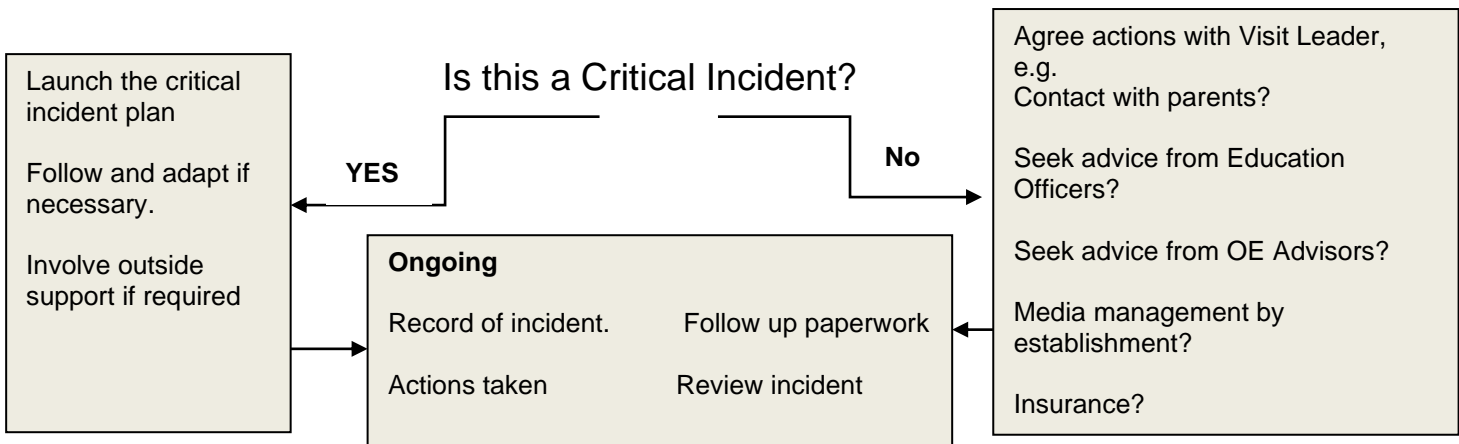 Is this a Critical Incident?
YES
No
Launch the critical
incident plan
Follow and adapt if
necessary.
Involve outside
support if required
Agree actions with Visit Leader,
e.g.
Contact with parents?
Seek advice from Education
Officers?
Seek advice from OE Advisors?
Media management by
establishment?
Insurance?
Ongoing
Record of incident. Follow up paperwork
Actions taken Review incident